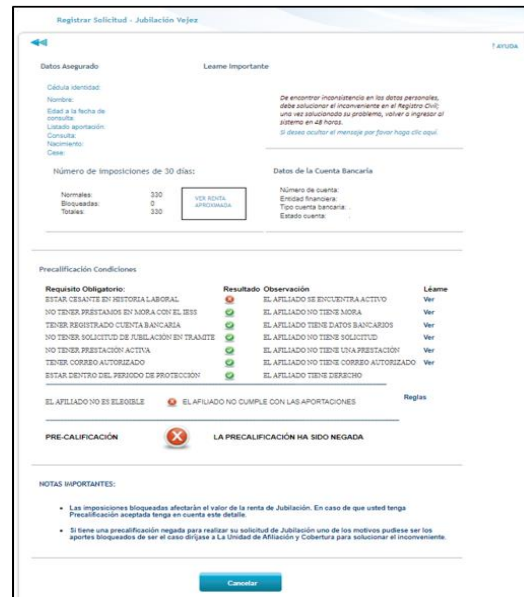 Registrar Solicitud - Jubilación Vejez
? AYUDA
Datos Asegurado
Leame Importante
Cédula identidad:
Nombre:
Edad a la fecha de
consulta:
Listado aportación:
Consulta:
Nacimiento:
Cese:
De encontrar inconsistencia en los datos personales,
debe solucionar el inconveniente en el Registro Civil;
una vez solucionado su problema, volver a ingresar al
sistema en 48 horas.
Si desea ocultar el mensaje por favor haga clic aquí.
Número de Imposiciones de 30 días:
Normales: 330
Bloqueadas: 0
Totales: 330
VER RENTA
APROXIMADA
Datos de la Cuenta Bancaria
Número de cuenta:
Entidad financiera:
Tipo cuenta bancaria: .
Estado cuenta: .
Precalificación Condiciones
Requisito Obligatorio: Resultado Observación Léame
ESTAR CESANTE EN HISTORIA LABORAL EL AFILIADO SE ENCUENTRA ACTIVO Ver
NO TENER PRESTAMOS EN MORA CON EL IESS EL AFILIADO NO TIENE MORA Ver
TENER REGISTRADO CUENTA BANCARIA EL AFILIADO TIENE DATOS BANCARIOS Ver
NO TENER SOLICITUD DE JUBILACIÓN EN TRAMITE EL AFILIADO NO TIENE SOLICITUD Ver
NO TENER PRESTACIÓN ACTIVA EL AFILIADO NO TIENE UNA PRESTACIÓN Ver
TENER CORREO AUTORIZADO EL AFILIADO NO TIENE CORREO AUTORIZADO Ver
ESTAR DENTRO DEL PERIODO DE PROTECCIÓN EL AFILIADO TIENE DERECHO
EL AFILIADO NO ES ELEGIBLE EL AFILIADO NO CUMPLE CON LAS APORTACIONES Reglas
PRE-CALIFICACIÓN LA PRECALIFICACIÓN HA SIDO NEGADA
NOTAS IMPORTANTES:
• Las imposiciones bloqueadas afectarán el valor de la renta de Jubilación. En caso de que usted tenga
Precalificación aceptada tenga en cuenta este detalle.
• Si tiene una precalificación negada para realizar su solicitud de Jubilación uno de los motivos pudiese ser los
aportes bloqueados de ser el caso diríjase a La Unidad de Afiliación y Cobertura para solucionar el inconveniente.
Cancelar